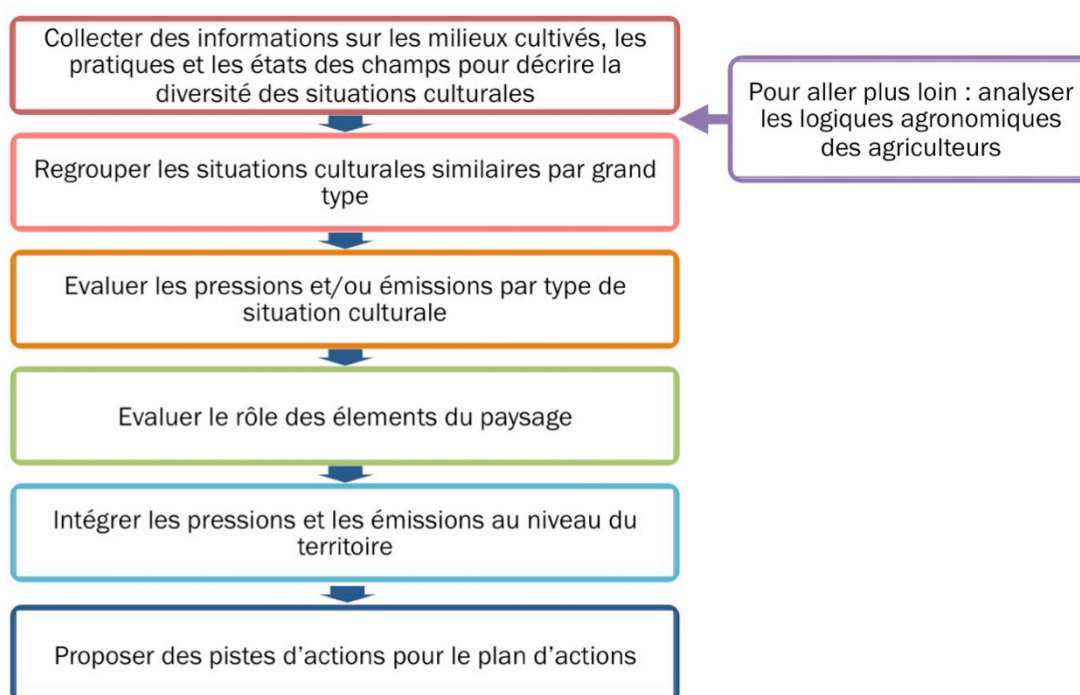 Collecter des informations sur les milieux cultivés, les
pratiques et les états des champs pour décrire la
diversité des situations culturales
Pour aller plus loin : analyser
les logiques agronomiques
des agriculteurs
Regrouper les situations culturales similaires par grand
type
Evaluer les pressions et/ou émissions par type de
situation culturale
Evaluer le rôle des élements du paysage
Intégrer les pressions et les émissions au niveau du
territoire
Proposer des pistes d’actions pour le plan d’actions